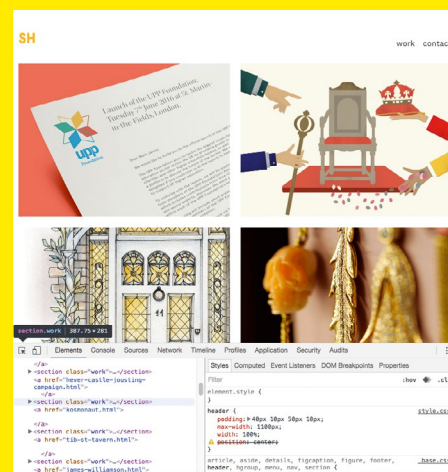 SH
work contac
Launch of the UPP Foundation,
Tuesday 7th June 2016 at St. Martin
in the Fields, London.
upp
Foundation
11
section.work 387.75 × 281
Elements Console Sources Network Timeline Profiles Application Security Audits
</a>
▶<section class="work">…</section>
<a href="hever-castle-jousting-
campaign.html">
</a>
▶<section class="work">…</section>
<a href="kosmonaut.html">
</a>
▶<section class="work">…</section>
<a href="tib-st-tavern.html">
</a>
▶<section class="work">…</section>
<a href="james-williamson.html">
Styles Computed Event Listeners DOM Breakpoints Properties
Filter :hov .cl
element.style {
}
header { style.css
padding:▶40px 10px 50px 10px;
max-width: 1100px;
width: 100%;
position: center;
}
article, aside, details, figcaption, figure, footer, _base.css
header, hgroup, menu, nav, section {